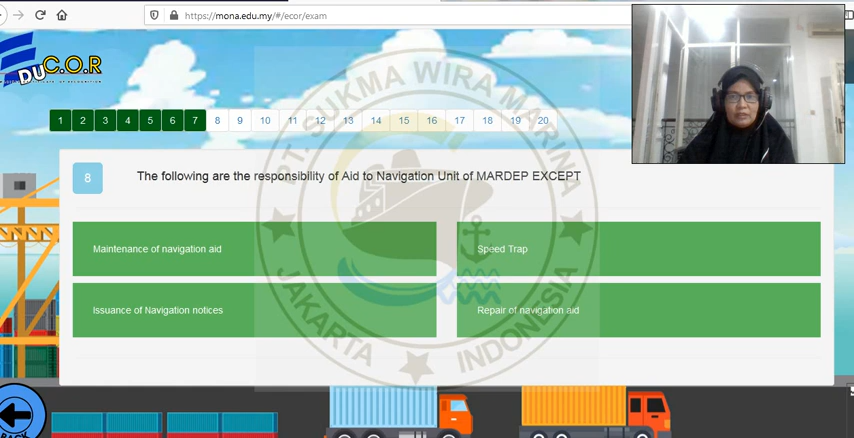 https://mona.edu.my/#/ecor/exam
DU C.O.R
1 2 3 4 5 6 7 8 9 10 11 12 13 14 15 16 17 18 19 20
8 The following are the responsibility of Aid to Navigation Unit of MARDEP EXCEPT
Maintenance of navigation aid
Speed Trap
Issuance of Navigation notices
Repair of navigation aid
PT. SUKMA WIRA MARINA
JAKARTA INDONESIA
BACK